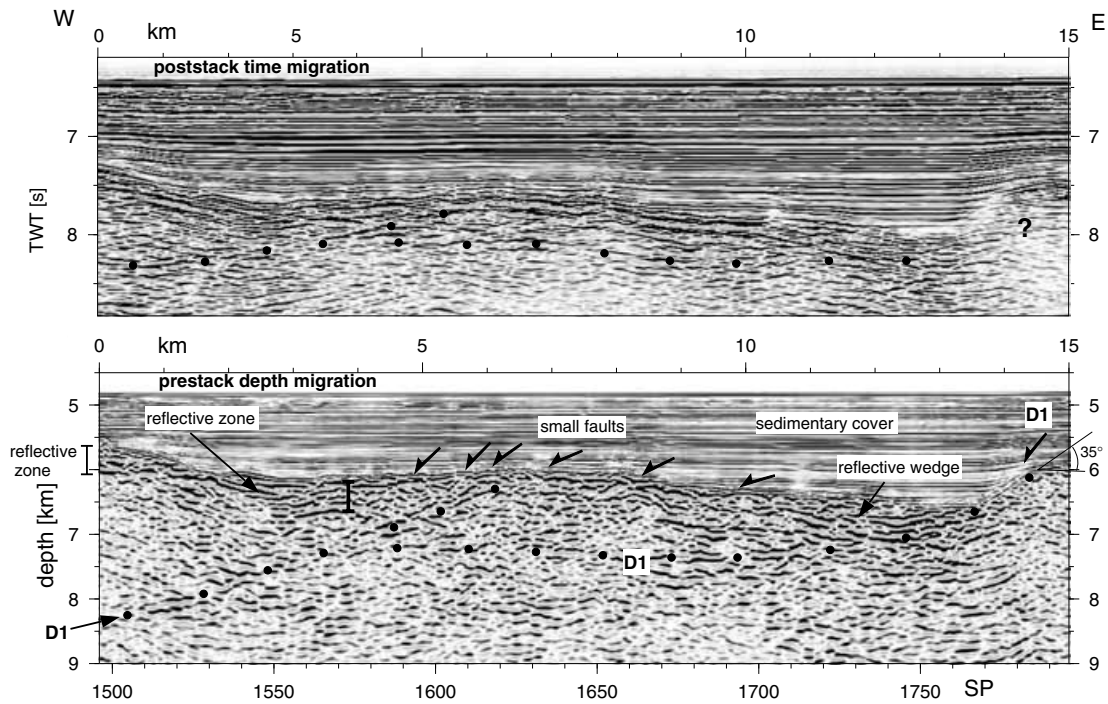 W
km
E
0
5
10
15
poststack time migration
7
7
8
8
TWT [s]
?
0
km
5
10
15
prestack depth migration
5
5
reflective zone
small faults
sedimentary cover
D1
reflective
zone
6
6
35°
reflective wedge
depth [km]
7
7
D1
8
8
D1
9
9
1500
1550
1600
1650
1700
1750
SP